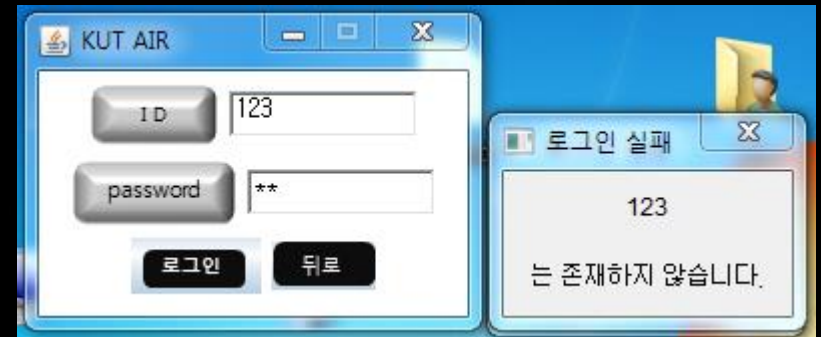 KUT AIR
I D
123
password
**
로그인
뒤로
로그인 실패
123
는 존재하지 않습니다.